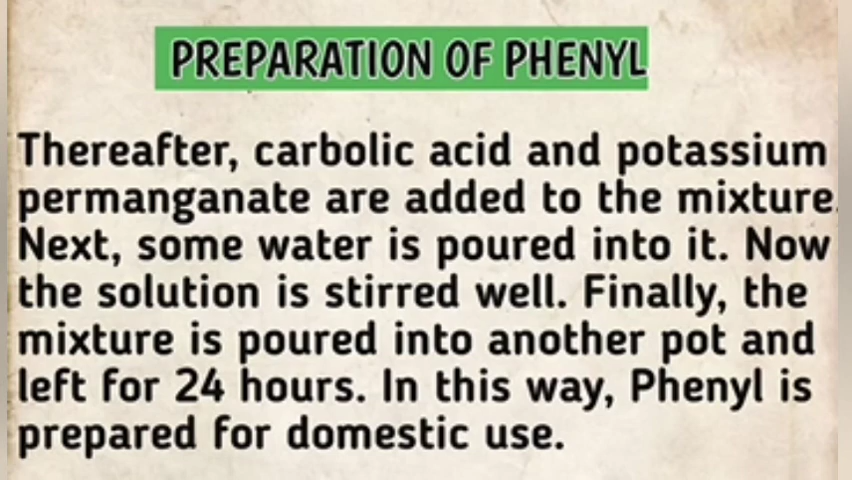 PREPARATION OF PHENYL
Thereafter, carbolic acid and potassium
permanganate are added to the mixture.
Next, some water is poured into it. Now
the solution is stirred well. Finally, the
mixture is poured into another pot and
left for 24 hours. In this way, Phenyl is
prepared for domestic use.